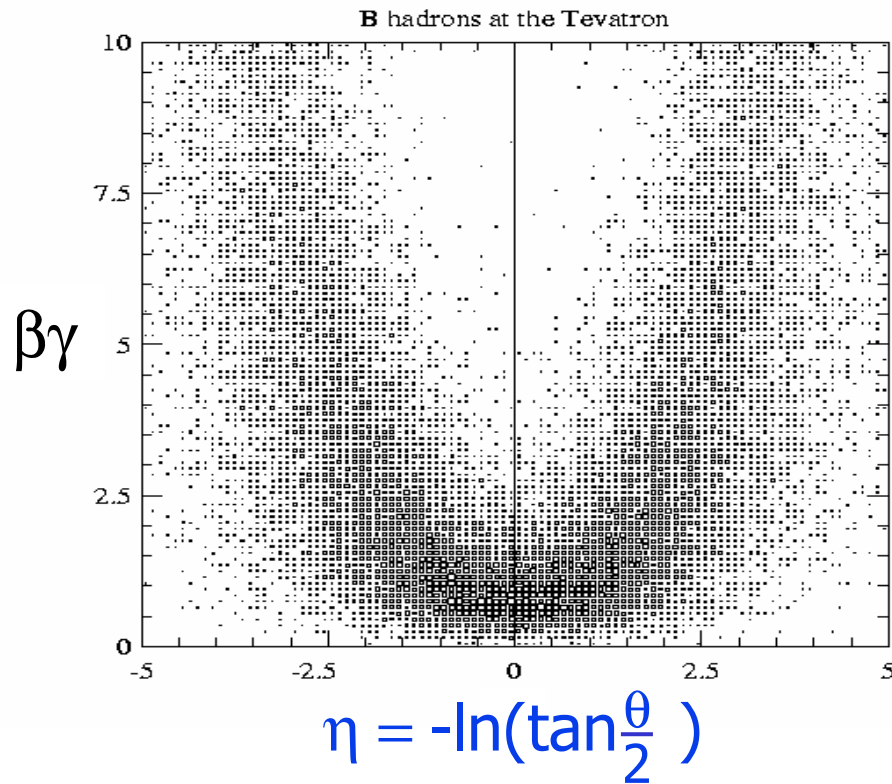 B hadrons at the Tevatron
10
7.5
5
2.5
0
βγ
-5 -2.5 0 2.5 5
η = -ln(tan θ/2 )